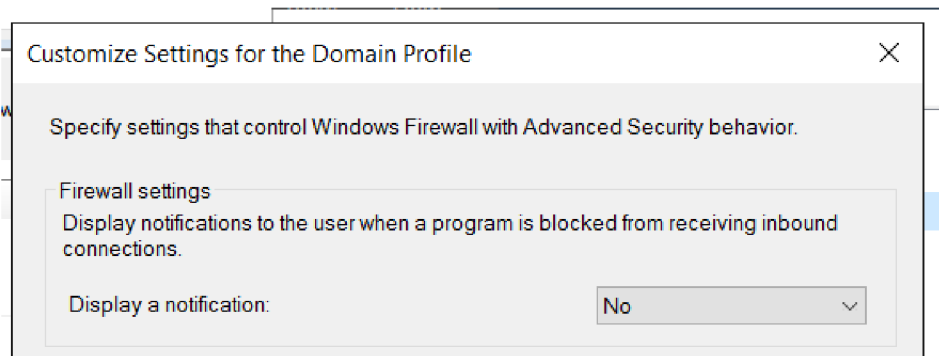 Customize Settings for the Domain Profile
Specify settings that control Windows Firewall with Advanced Security behavior.
Firewall settings
Display notifications to the user when a program is blocked from receiving inbound
connections.
Display a notification: No